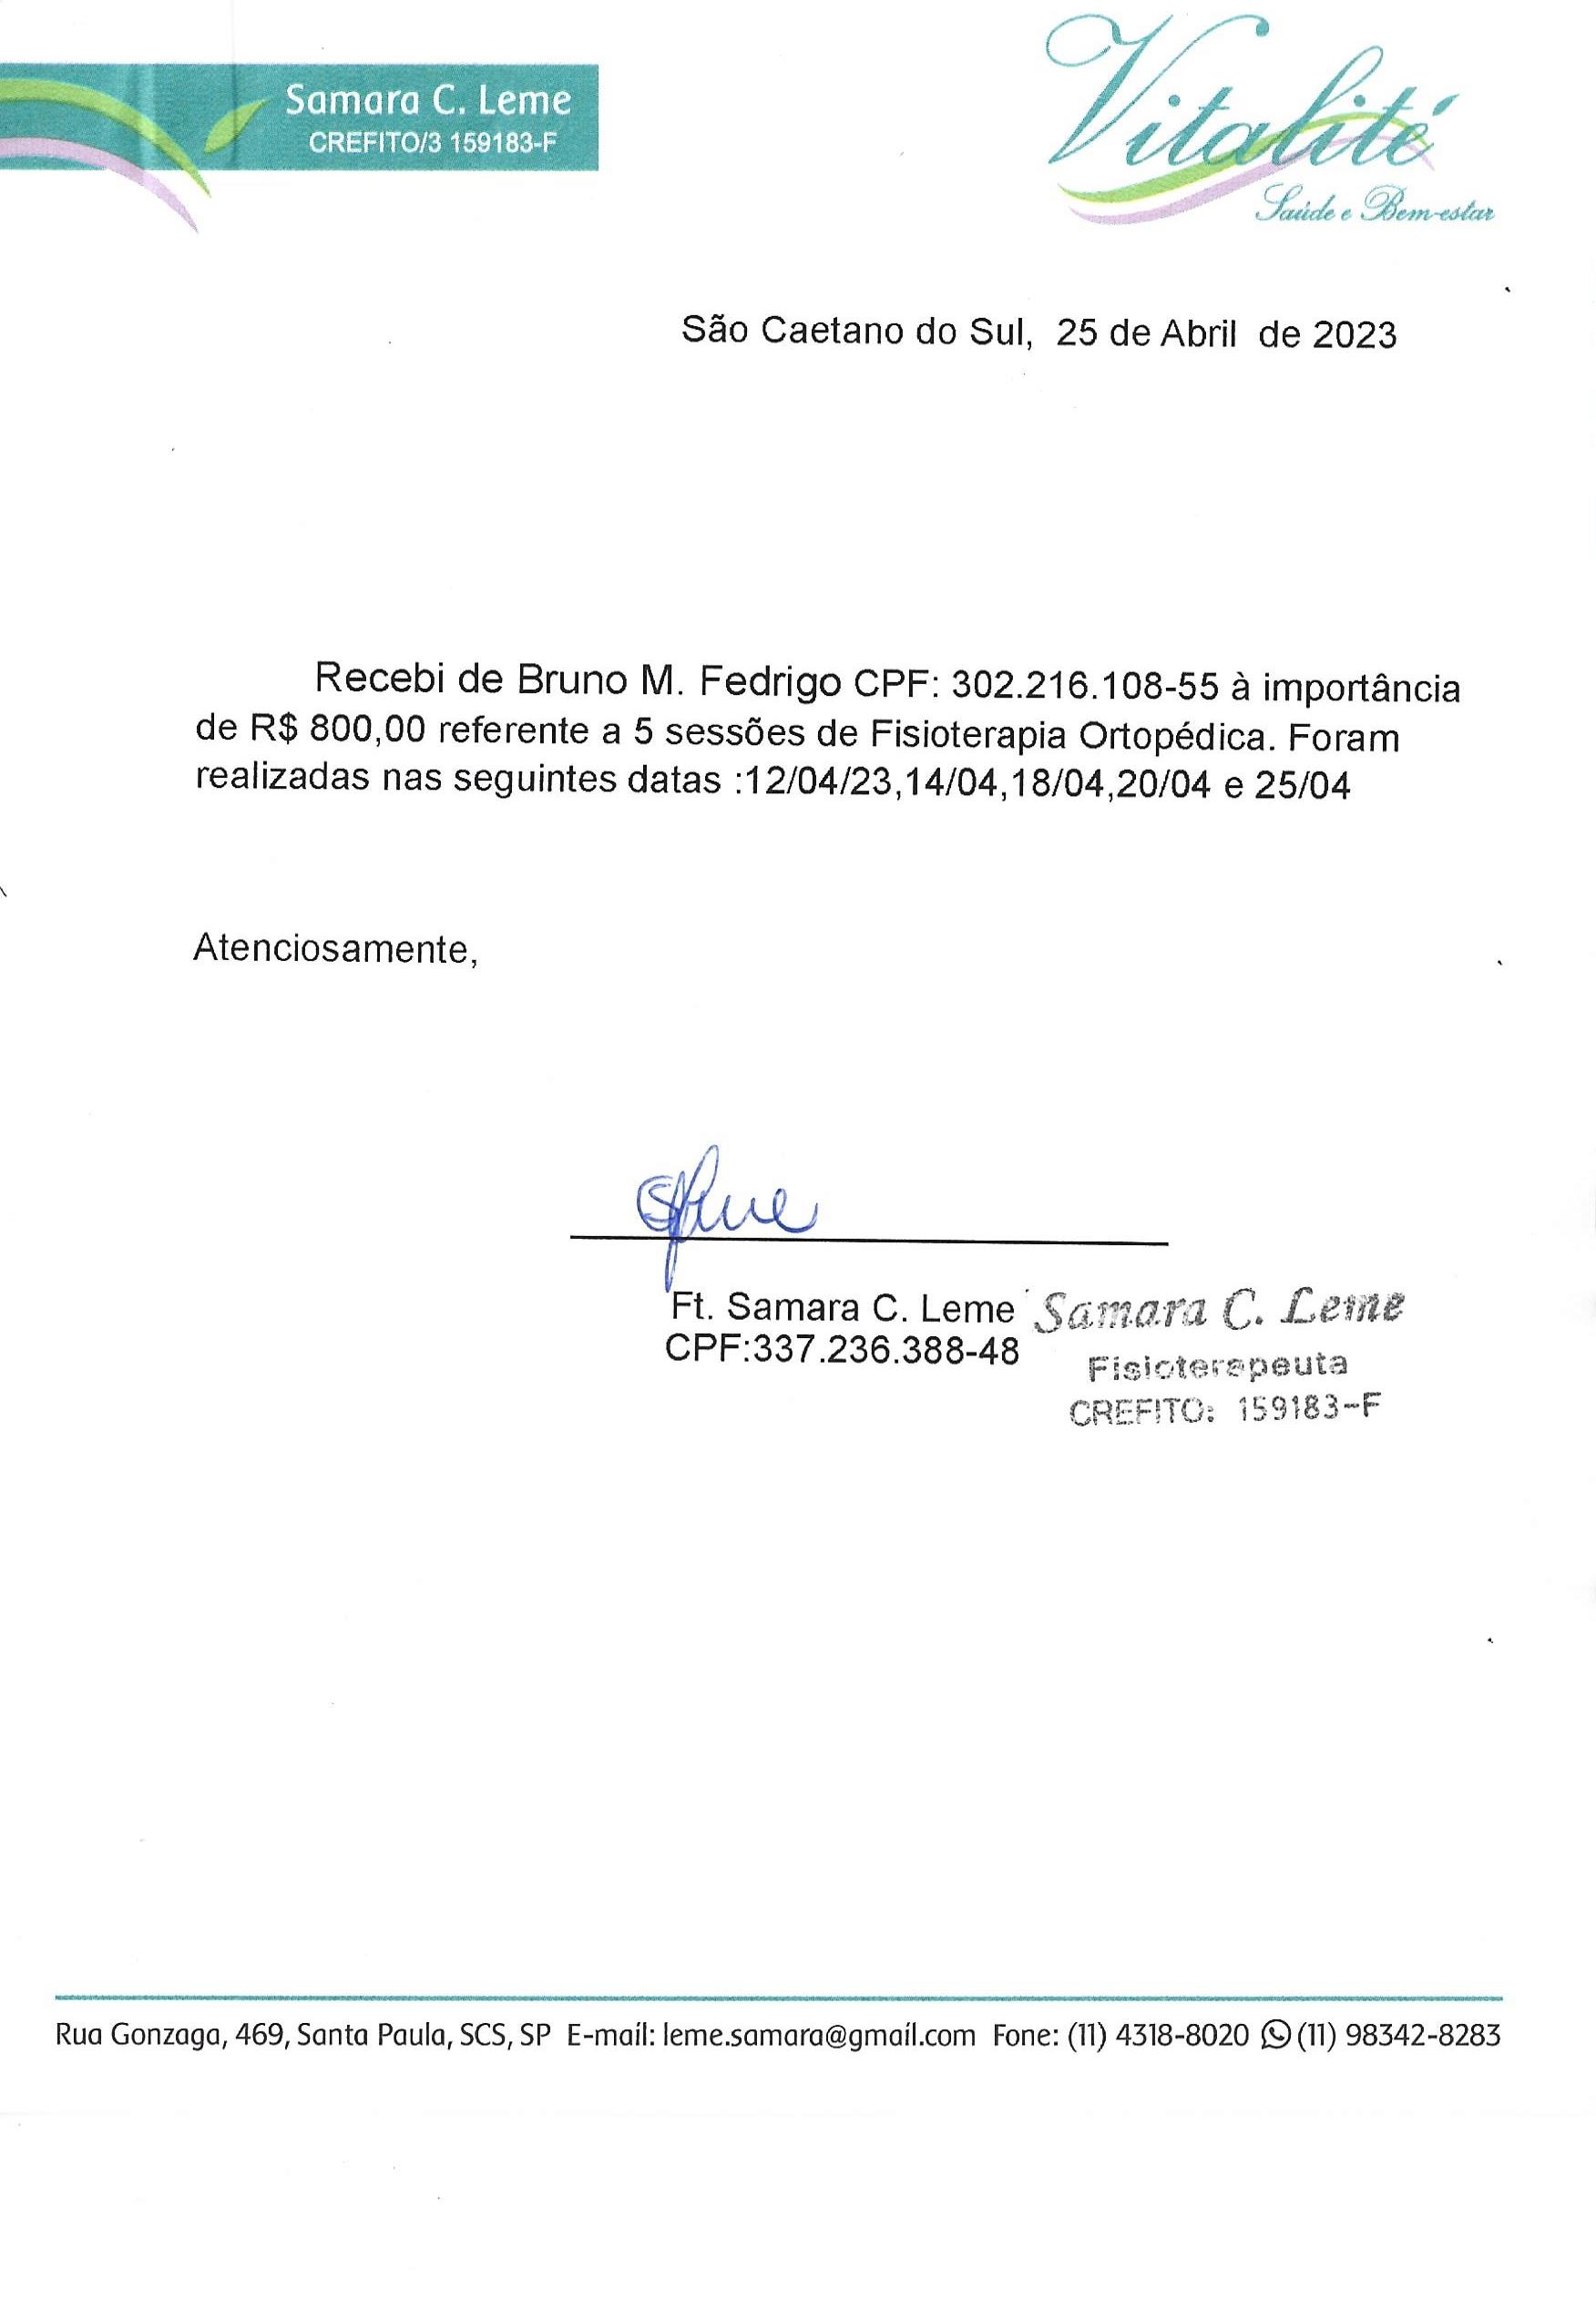 Samara C. Leme
CREFITO/3 159183-F
Vitalité
Saúde e Bem-estar
São Caetano do Sul, 25 de Abril de 2023
Recebi de Bruno M. Fedrigo CPF: 302.216.108-55 à importância
de R$ 800,00 referente a 5 sessões de Fisioterapia Ortopédica. Foram
realizadas nas seguintes datas :12/04/23,14/04,18/04,20/04 e 25/04
Atenciosamente,
Ft. Samara C. Leme
CPF:337.236.388-48
Samara C. Leme
Fisioterapeuta
CREFITO: 159183-F
Rua Gonzaga, 469, Santa Paula, SCS, SP E-mail: leme.samara@gmail.com Fone: (11) 4318-8020 (11) 98342-8283